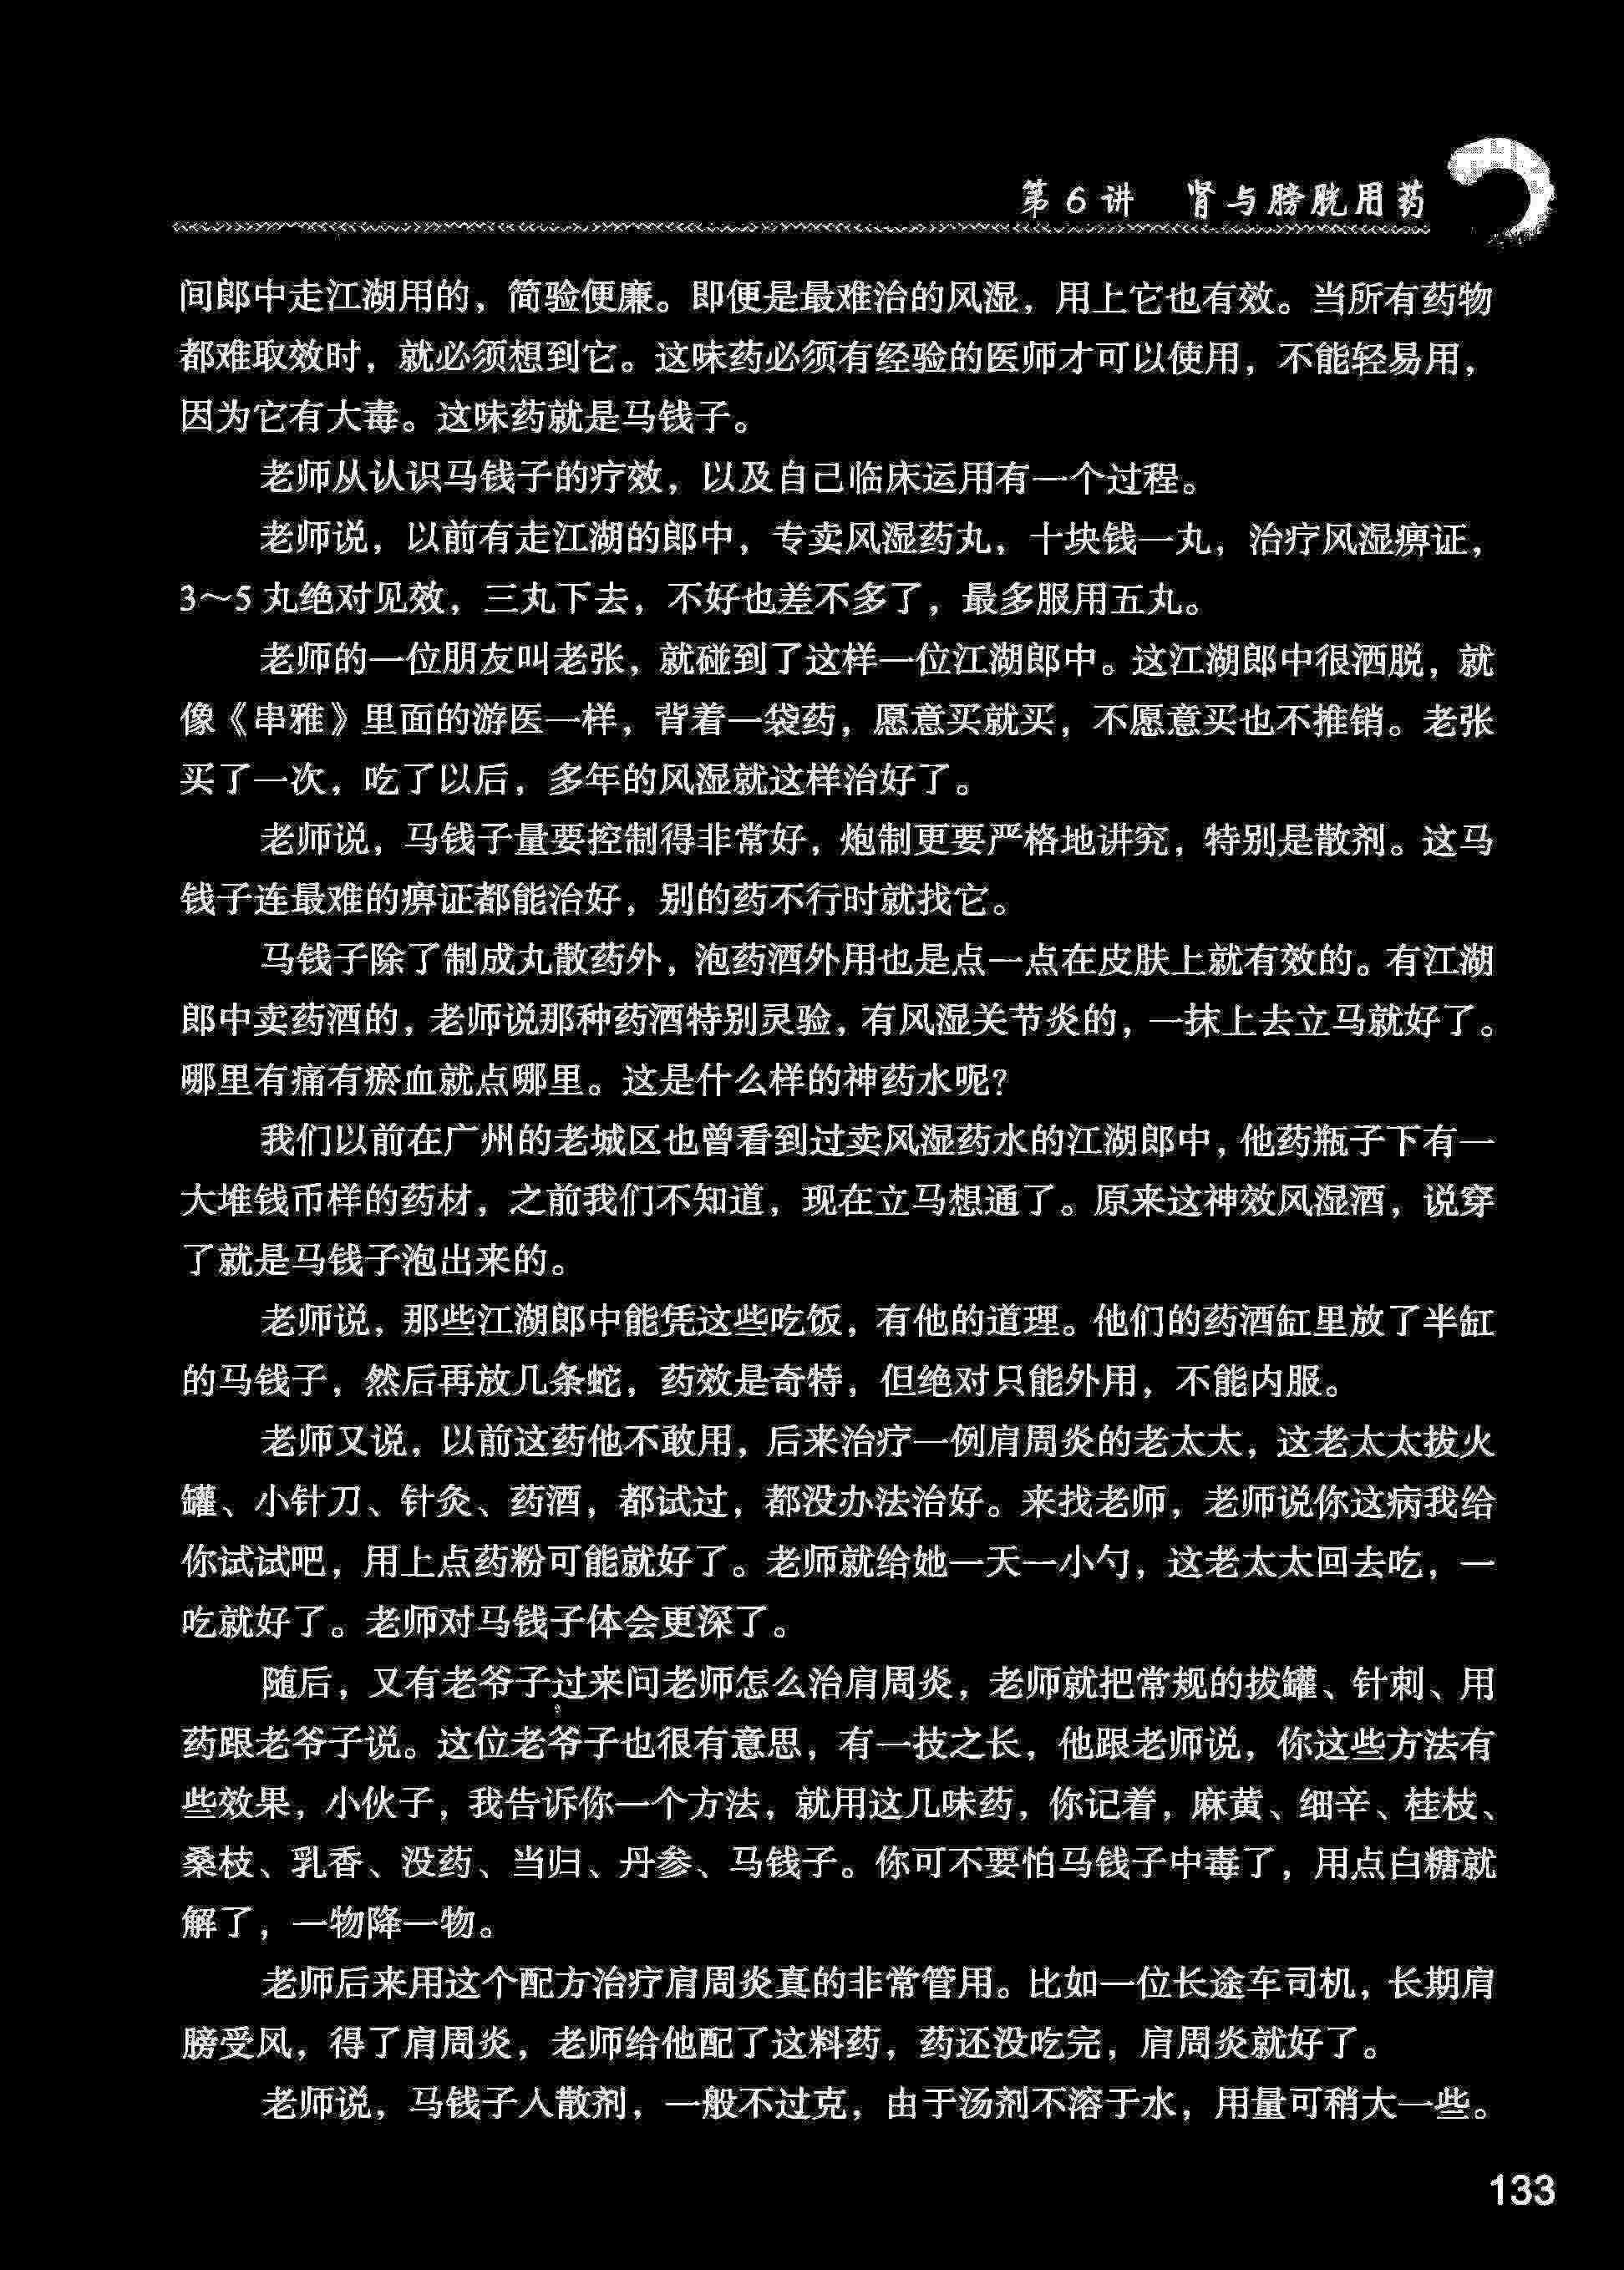 第 6 讲 肾与膀胱用药
间郎中走江湖用的，简验便廉。即便是最难治的风湿，用上它也有效。当所有药物
都难取效时，就必须想到它。这味药必须有经验的医师才可以使用，不能轻易用，
因为它有大毒。这味药就是马钱子。
老师从认识马钱子的疗效，以及自己临床运用有一个过程。
老师说，以前有走江湖的郎中，专卖风湿药丸，十块钱一丸，治疗风湿痹证，
3～5 丸绝对见效，三丸下去，不好也差不多了，最多服用五丸。
老师的一位朋友叫老张，就碰到了这样一位江湖郎中。这江湖郎中很洒脱，就
像《串雅》里面的游医一样，背着一袋药，愿意买就买，不愿意买也不推销。老张
买了一次，吃了以后，多年的风湿就这样治好了。
老师说，马钱子量要控制得非常好，炮制更要严格地讲究，特别是散剂。这马
钱子连最难的痹证都能治好，别的药不行时就找它。
马钱子除了制成丸散药外，泡药酒外用也是点一点在皮肤上就有效的。有江湖
郎中卖药酒的，老师说那种药酒特别灵验，有风湿关节炎的，一抹上去立马就好了。
哪里有痛有瘀血就点哪里。这是什么样的神药水呢？
我们以前在广州的老城区也曾看到过卖风湿药水的江湖郎中，他药瓶子下有一
大堆钱币样的药材，之前我们不知道，现在立马想通了。原来这神效风湿酒，说穿
了就是马钱子泡出来的。
老师说，那些江湖郎中能凭这些吃饭，有他的道理。他们的药酒缸里放了半缸
的马钱子，然后再放几条蛇，药效是奇特，但绝对只能外用，不能内服。
老师又说，以前这药他不敢用，后来治疗一例肩周炎的老太太，这老太太拔火
罐、小针刀、针灸、药酒，都试过，都没办法治好。来找老师，老师说你这病我给
你试试吧，用上点药粉可能就好了。老师就给她一天一小勺，这老太太回去吃，一
吃就好了。老师对马钱子体会更深了。
随后，又有老爷子过来问老师怎么治肩周炎，老师就把常规的拔罐、针刺、用
药跟老爷子说。这位老爷子也很有意思，有一技之长，他跟老师说，你这些方法有
些效果，小伙子，我告诉你一个方法，就用这几味药，你记着，麻黄、细辛、桂枝、
桑枝、乳香、没药、当归、丹参、马钱子。你可不要怕马钱子中毒了，用点白糖就
解了，一物降一物。
老师后来用这个配方治疗肩周炎真的非常管用。比如一位长途车司机，长期肩
膀受风，得了肩周炎，老师给他配了这料药，药还没吃完，肩周炎就好了。
老师说，马钱子入散剂，一般不过克，由于汤剂不溶于水，用量可稍大一些。
133